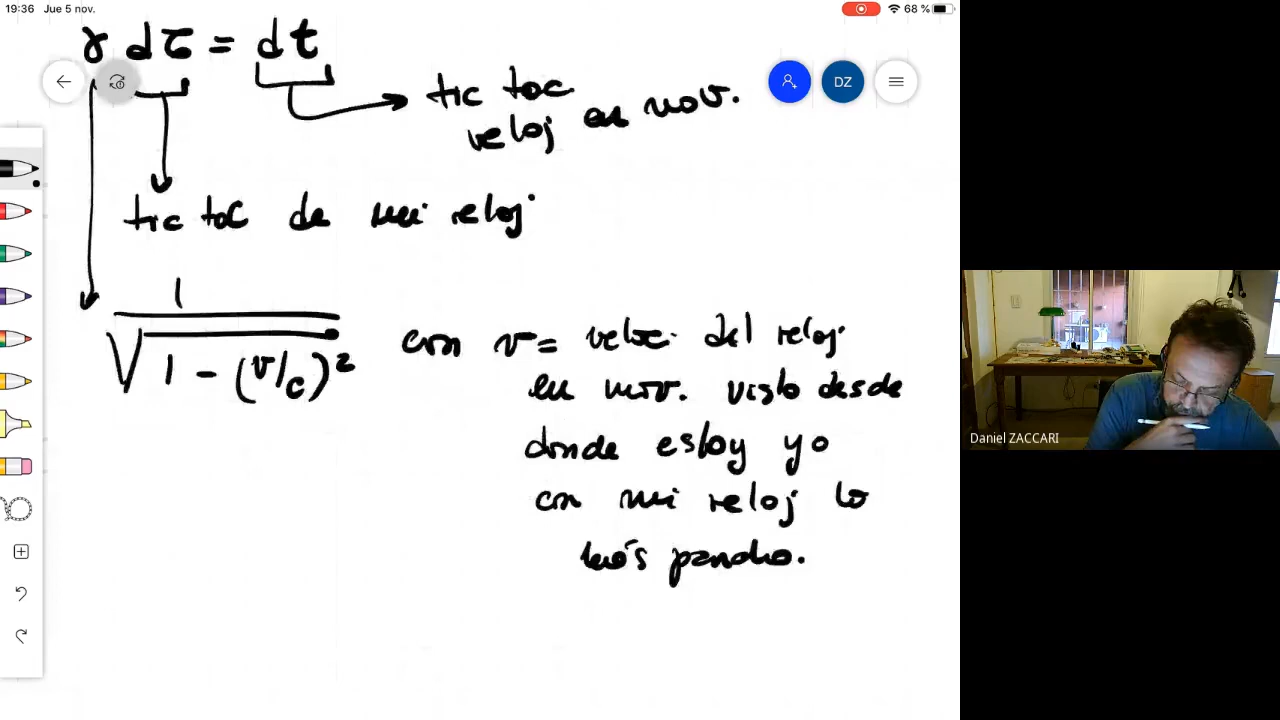 19:36 Jue 5 nov.
68 %
γ dτ = dt
DZ
tic toc
reloj en mov.
tic toc de mi reloj
1
√1 - (v/c)²
con v = veloc. del reloj
en mov. visto desde
donde estoy yo
con mi reloj lo
más pancho.
Daniel ZACCARI